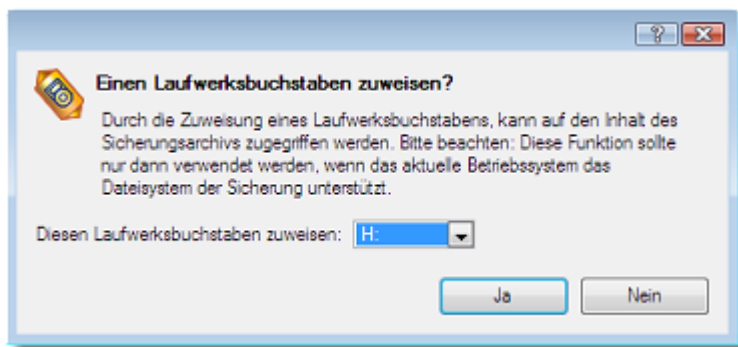 Einen Laufwerksbuchstaben zuweisen?
Durch die Zuweisung eines Laufwerksbuchstabens, kann auf den Inhalt des
Sicherungsarchivs zugegriffen werden. Bitte beachten: Diese Funktion sollte
nur dann verwendet werden, wenn das aktuelle Betriebssystem das
Dateisystem der Sicherung unterstützt.
Diesen Laufwerksbuchstaben zuweisen: H:
Ja Nein